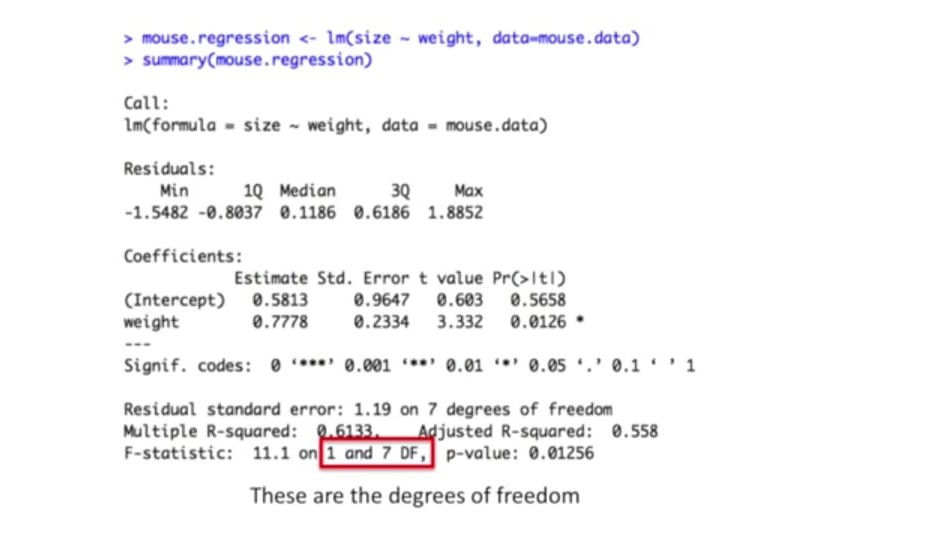 > mouse.regression <- lm(size ~ weight, data=mouse.data)
> summary(mouse.regression)
Call:
lm(formula = size ~ weight, data = mouse.data)
Residuals:
Min 1Q Median 3Q Max
-1.5482 -0.8037 0.1186 0.6186 1.8852
Coefficients:
Estimate Std. Error t value Pr(>|t|)
(Intercept) 0.5813 0.9647 0.603 0.5658
weight 0.7778 0.2334 3.332 0.0126 *
---
Signif. codes: 0 ‘***’ 0.001 ‘**’ 0.01 ‘*’ 0.05 ‘.’ 0.1 ‘ ’ 1
Residual standard error: 1.19 on 7 degrees of freedom
Multiple R-squared: 0.6133, Adjusted R-squared: 0.558
F-statistic: 11.1 on 1 and 7 DF, p-value: 0.01256
These are the degrees of freedom